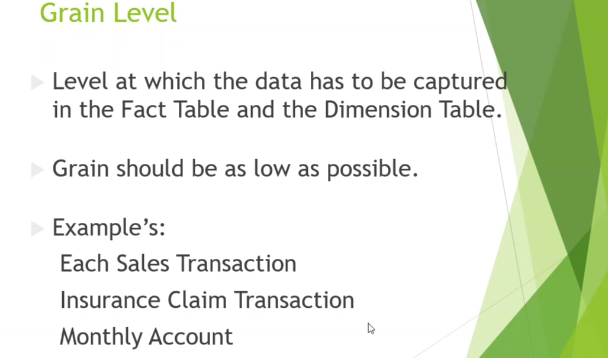 Grain Level
Level at which the data has to be captured
in the Fact Table and the Dimension Table.
Grain should be as low as possible.
Example’s:
Each Sales Transaction
Insurance Claim Transaction
Monthly Account